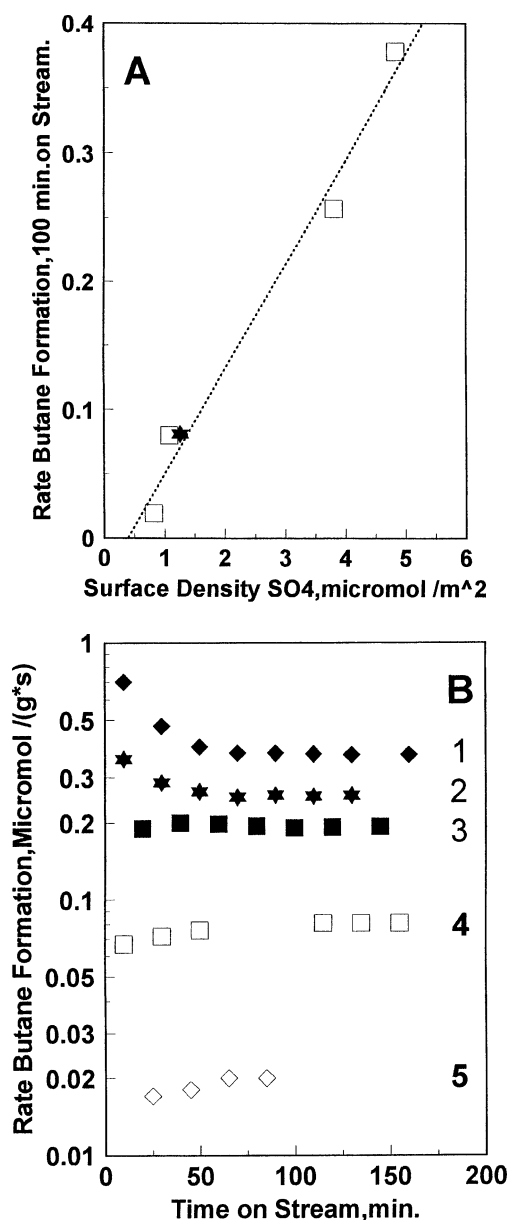 A
Rate Butane Formation,100 min.on Stream.
0.4
0.3
0.2
0.1
0
0 1 2 3 4 5 6
Surface Density SO4,micromol /m^2
B
Rate Butane Formation,Micromol /(g*s)
1
0.5
0.3
0.2
0.1
0.05
0.03
0.02
0.01
1
2
3
4
5
0 50 100 150 200
Time on Stream,min.